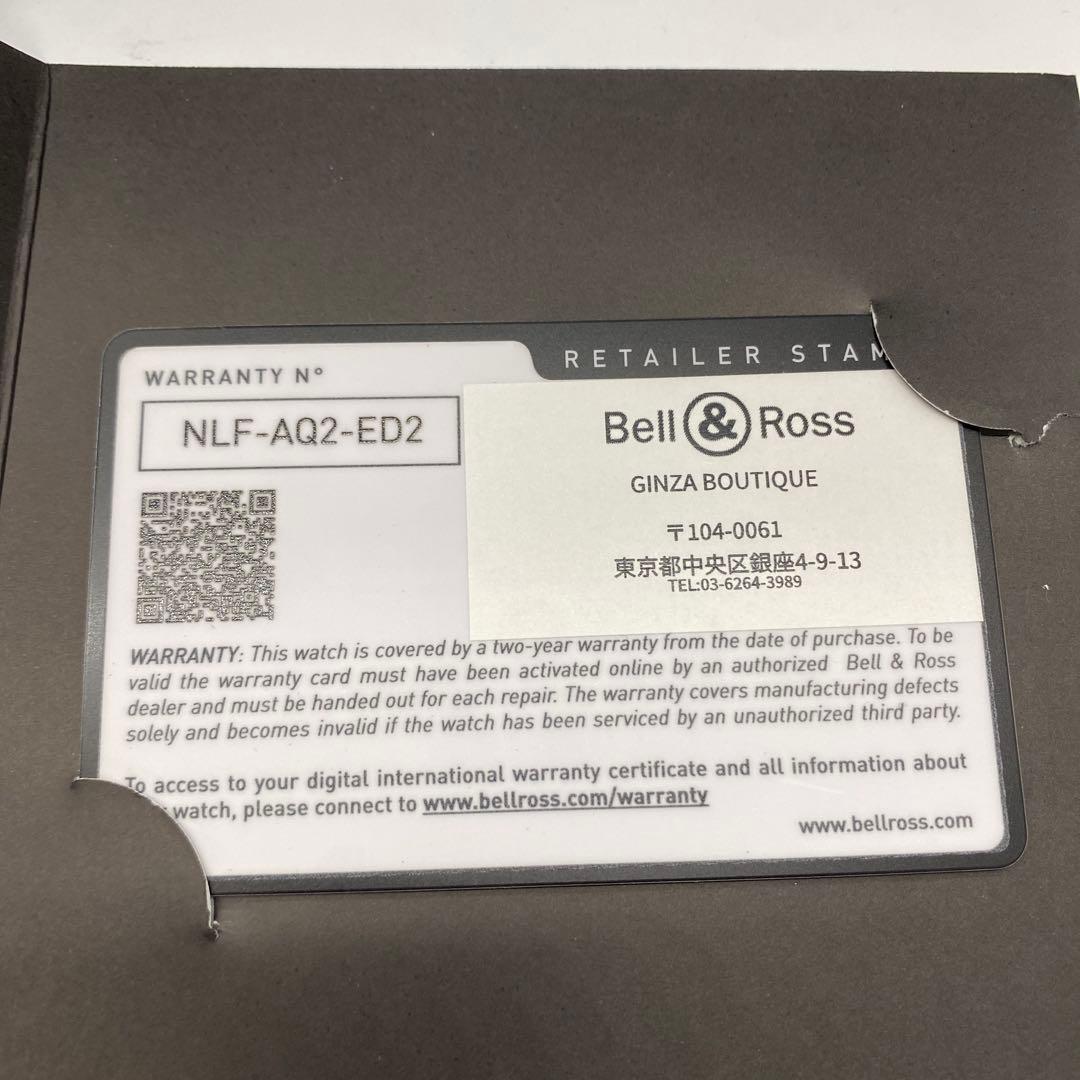 WARRANTY N°
NLF-AQ2-ED2
RETAILER STAM
Bell & Ross
GINZA BOUTIQUE
〒104-0061
東京都中央区銀座4-9-13
TEL:03-6264-3989
WARRANTY: This watch is covered by a two-year warranty from the date of purchase. To be
valid the warranty card must have been activated online by an authorized Bell & Ross
dealer and must be handed out for each repair. The warranty covers manufacturing defects
solely and becomes invalid if the watch has been serviced by an unauthorized third party.
To access to your digital international warranty certificate and all information about
watch, please connect to www.bellross.com/warranty
www.bellross.com